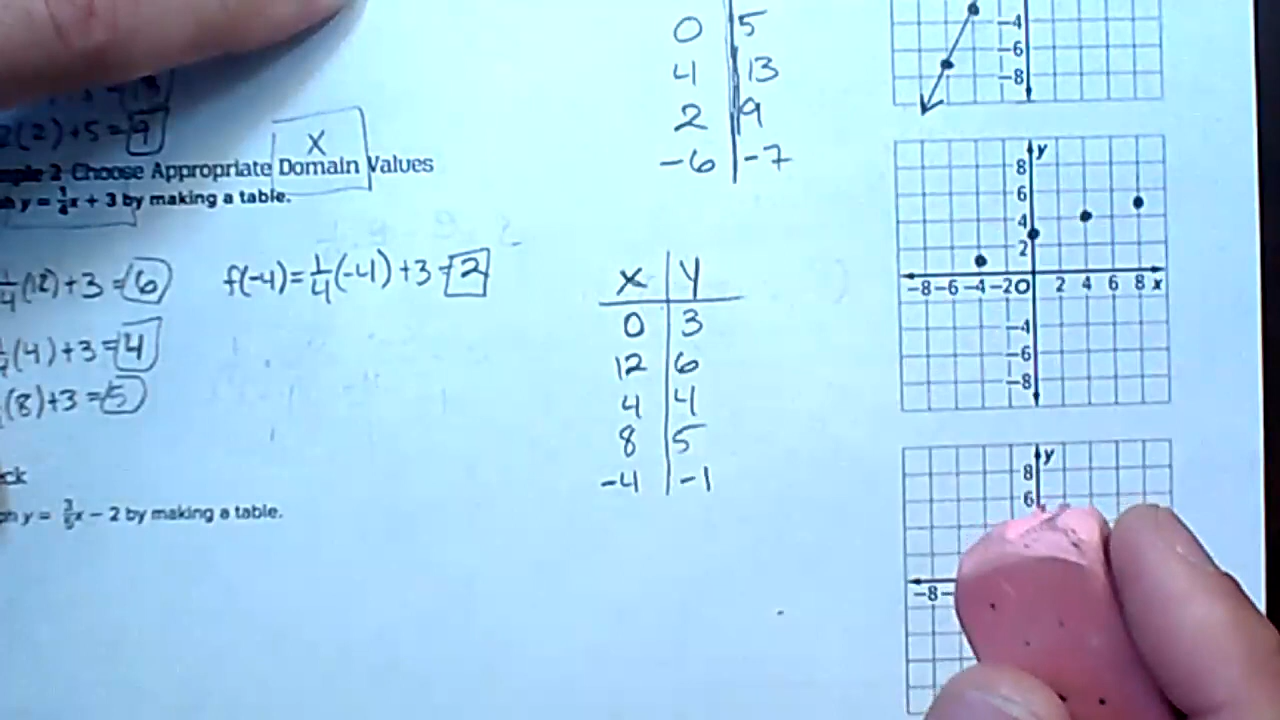 0 5
4 13
2 9
-6 -7
-4
-6
-8
13
2(2)+5=9
x
ple 2 Choose Appropriate Domain Values
y = 1/4x + 3 by making a table.
1/4(12)+3=6 f(-4)=1/4(-4)+3=2
(4)+3=4
(8)+3=5
x y
0 3
12 6
4 4
8 5
-4 -1
y
8
6
4
2
-8 -6 -4 -2 0 2 4 6 8 x
-4
-6
-8
ck
y = 3/5x - 2 by making a table.
y
8
6
-8